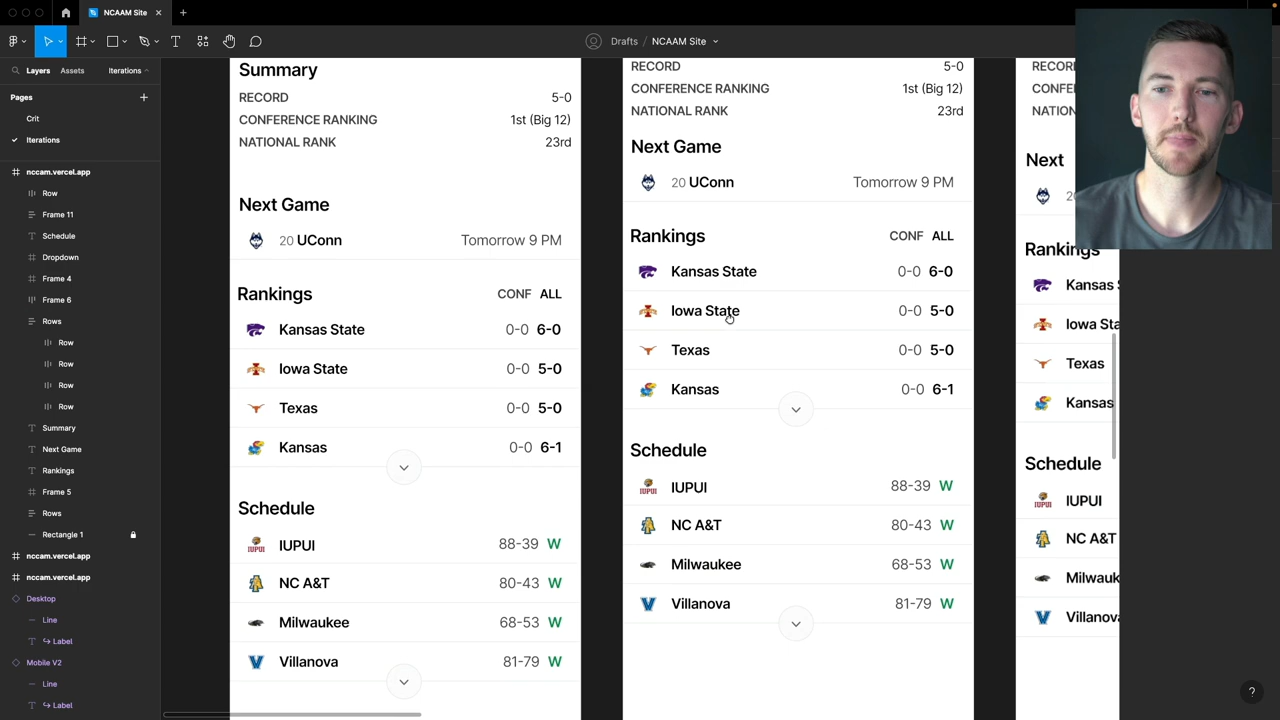 NCAAM Site
Drafts / NCAAM Site
Layers Assets Iterations
Pages
Crit
Iterations
nccam.vercel.app
Row
Frame 11
Schedule
Dropdown
Frame 4
Frame 6
Rows
Row
Row
Row
Row
Summary
Next Game
Rankings
Frame 5
Rows
Rectangle 1
nccam.vercel.app
nccam.vercel.app
Desktop
Line
Label
Mobile V2
Line
Label
Summary
RECORD 5-0
CONFERENCE RANKING 1st (Big 12)
NATIONAL RANK 23rd
Next Game
20 UConn Tomorrow 9 PM
Rankings CONF ALL
Kansas State 0-0 6-0
Iowa State 0-0 5-0
Texas 0-0 5-0
Kansas 0-0 6-1
Schedule
IUPUI 88-39 W
NC A&T 80-43 W
Milwaukee 68-53 W
Villanova 81-79 W
RECORD 5-0
CONFERENCE RANKING 1st (Big 12)
NATIONAL RANK 23rd
Next Game
20 UConn Tomorrow 9 PM
Rankings CONF ALL
Kansas State 0-0 6-0
Iowa State 0-0 5-0
Texas 0-0 5-0
Kansas 0-0 6-1
Schedule
IUPUI 88-39 W
NC A&T 80-43 W
Milwaukee 68-53 W
Villanova 81-79 W
RECOR
CONFE
NATION
Next
Rankings
Kansas
Iowa Sta
Texas
Kansas
Schedule
IUPUI
NC A&T
Milwauk
Villanov
?